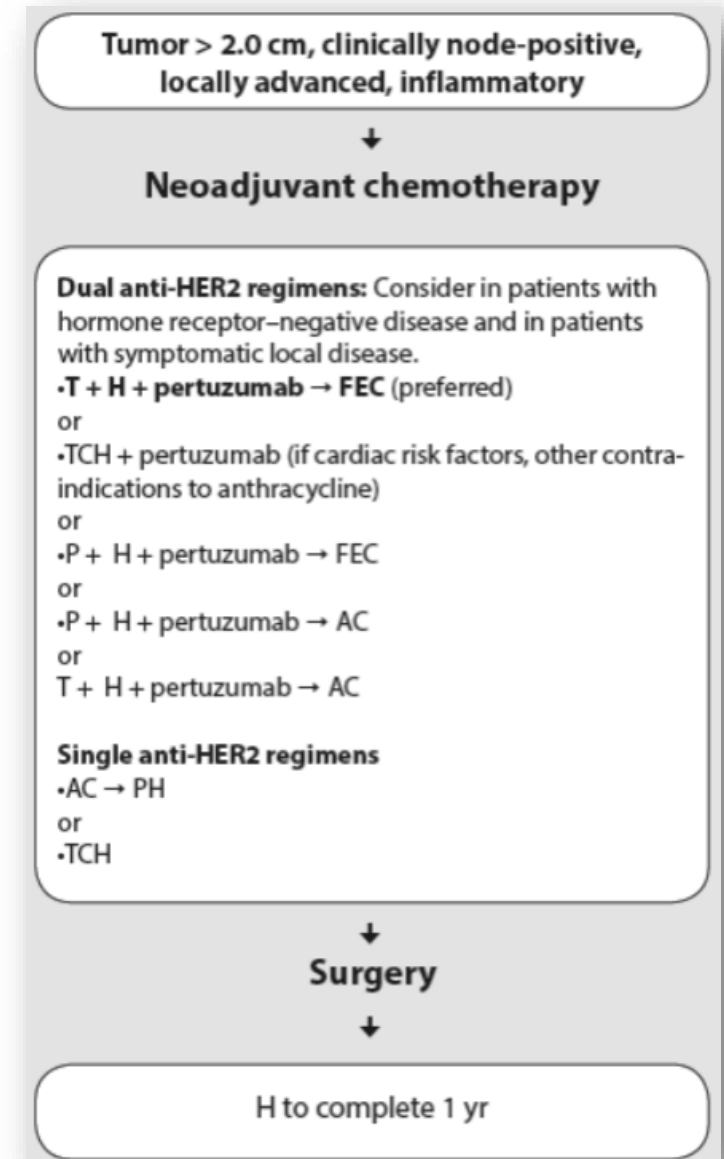 Tumor > 2.0 cm, clinically node-positive,
locally advanced, inflammatory
↓
Neoadjuvant chemotherapy
Dual anti-HER2 regimens: Consider in patients with
hormone receptor–negative disease and in patients
with symptomatic local disease.
•T + H + pertuzumab → FEC (preferred)
or
•TCH + pertuzumab (if cardiac risk factors, other contra-
indications to anthracycline)
or
•P + H + pertuzumab → FEC
or
•P + H + pertuzumab → AC
or
T + H + pertuzumab → AC
Single anti-HER2 regimens
•AC → PH
or
•TCH
↓
Surgery
↓
H to complete 1 yr